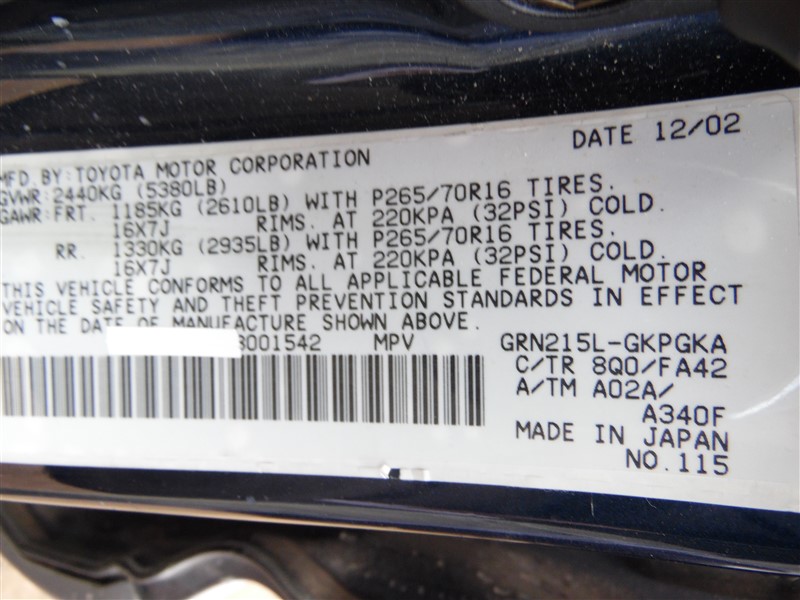 DATE 12/02
MFD.BY:TOYOTA MOTOR CORPORATION
GVWR:2440KG (5380LB)
GAWR:FRT. 1185KG (2610LB) WITH P265/70R16 TIRES.
16X7J RIMS. AT 220KPA (32PSI) COLD.
RR. 1330KG (2935LB) WITH P265/70R16 TIRES.
16X7J RIMS. AT 220KPA (32PSI) COLD.
THIS VEHICLE CONFORMS TO ALL APPLICABLE FEDERAL MOTOR
VEHICLE SAFETY AND THEFT PREVENTION STANDARDS IN EFFECT
ON THE DATE OF MANUFACTURE SHOWN ABOVE.
3001542 MPV GRN215L-GKPGKA
C/TR 8Q0/FA42
A/TM A02A/
A340F
MADE IN JAPAN
NO.115